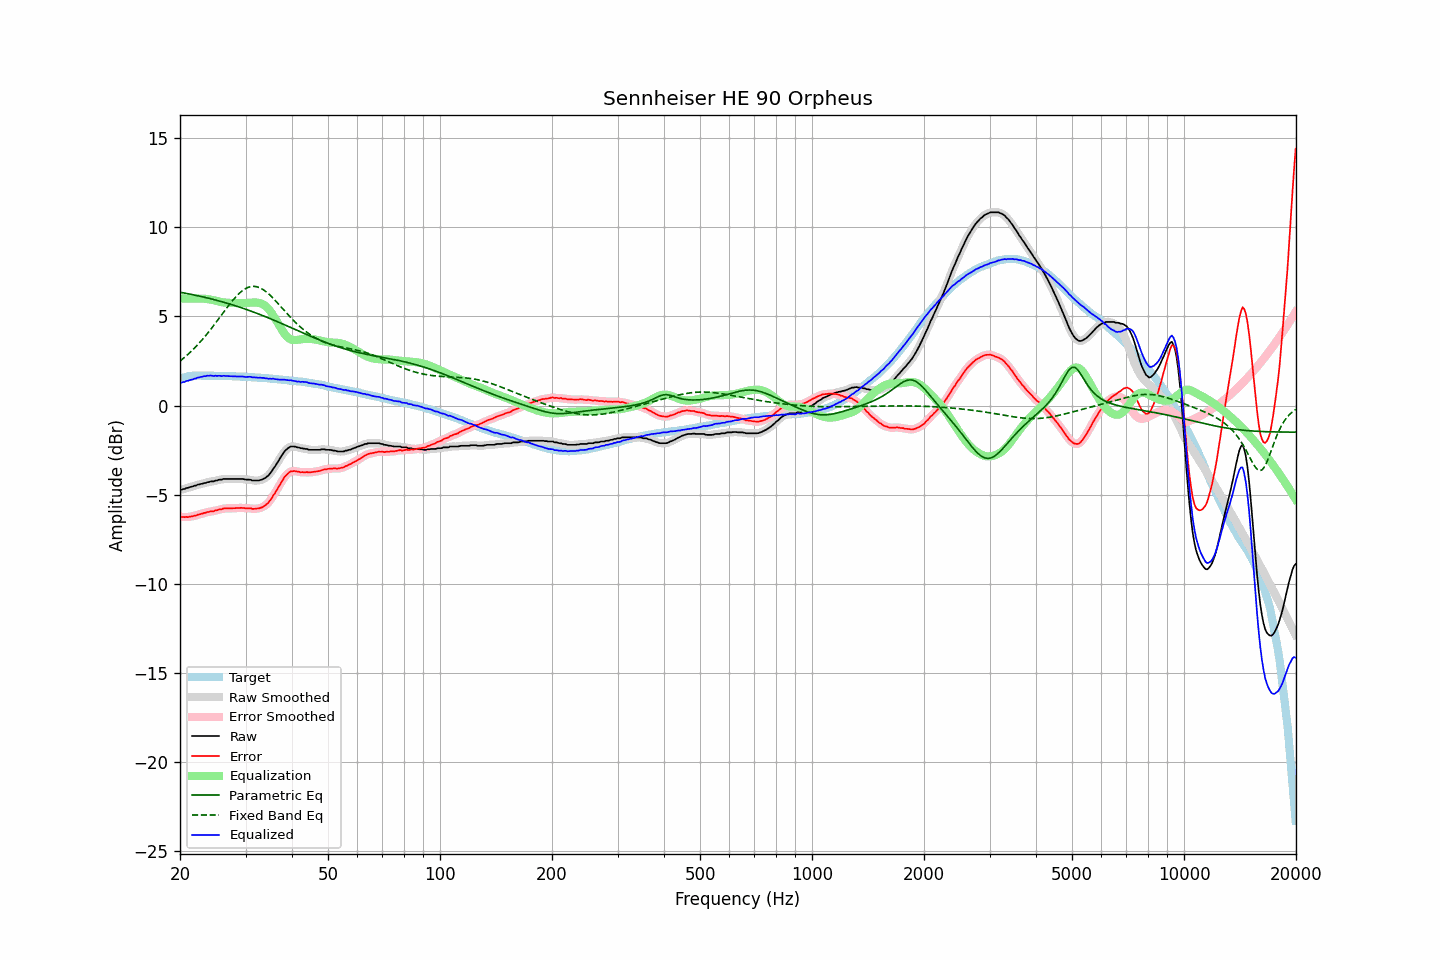 Sennheiser HE 90 Orpheus
Amplitude (dBr)
15
10
5
0
−5
−10
−15
−20
−25
Target
Raw Smoothed
Error Smoothed
Raw
Error
Equalization
Parametric Eq
Fixed Band Eq
Equalized
20 50 100 200 500 1000 2000 5000 10000 20000
Frequency (Hz)